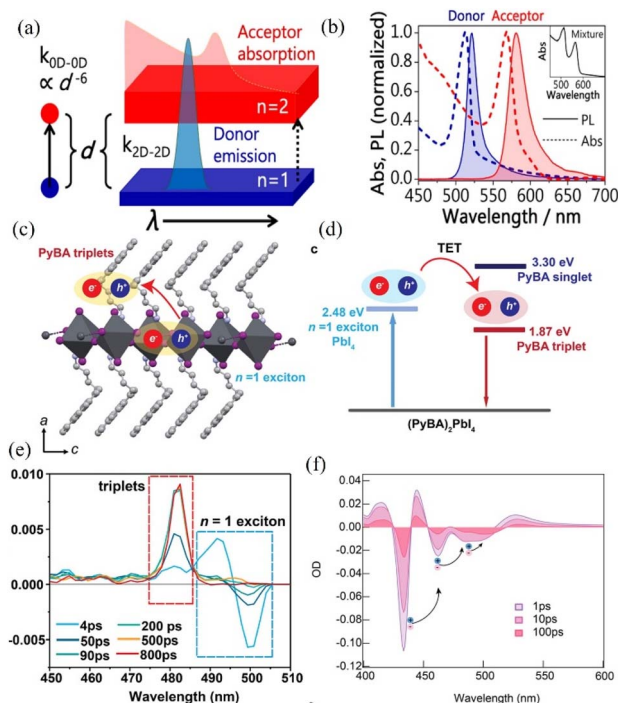 (a)
k0D-0D
∝ d-6
d
Acceptor
absorption
n=2
k2D-2D
Donor
emission
n=1
λ
(b)
Donor Acceptor
Abs, PL (normalized)
1.0
0.8
0.6
0.4
0.2
0.0
450 500 550 600 650 700
Wavelength / nm
Mixture
Abs
500 600
Wavelength
PL
Abs
(c)
PyBA triplets
e- h+
e- h+
n =1 exciton
a
c
(d)
c
TET
3.30 eV
PyBA singlet
e- h+
e- h+
2.48 eV
n =1 exciton
PbI4
1.87 eV
PyBA triplet
(PyBA)2PbI4
(e)
0.010
0.005
0.000
-0.005
triplets
n = 1 exciton
4ps 200 ps
50ps 500ps
90ps 800ps
450 460 470 480 490 500 510
Wavelength (nm)
(f)
OD
0.04
0.02
0.00
-0.02
-0.04
-0.06
-0.08
-0.10
-0.12
1ps
10ps
100ps
400 450 500 550 600
Wavelength (nm)